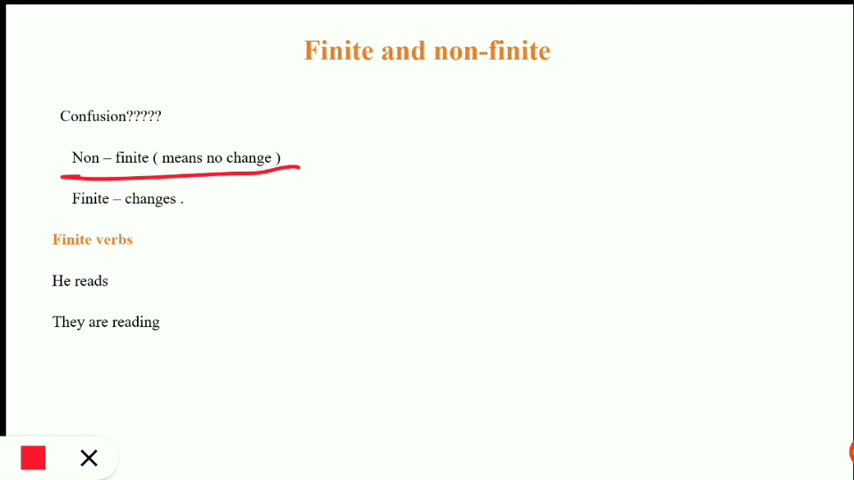 Finite and non-finite
Confusion?????
Non – finite ( means no change )
Finite – changes .
Finite verbs
He reads
They are reading